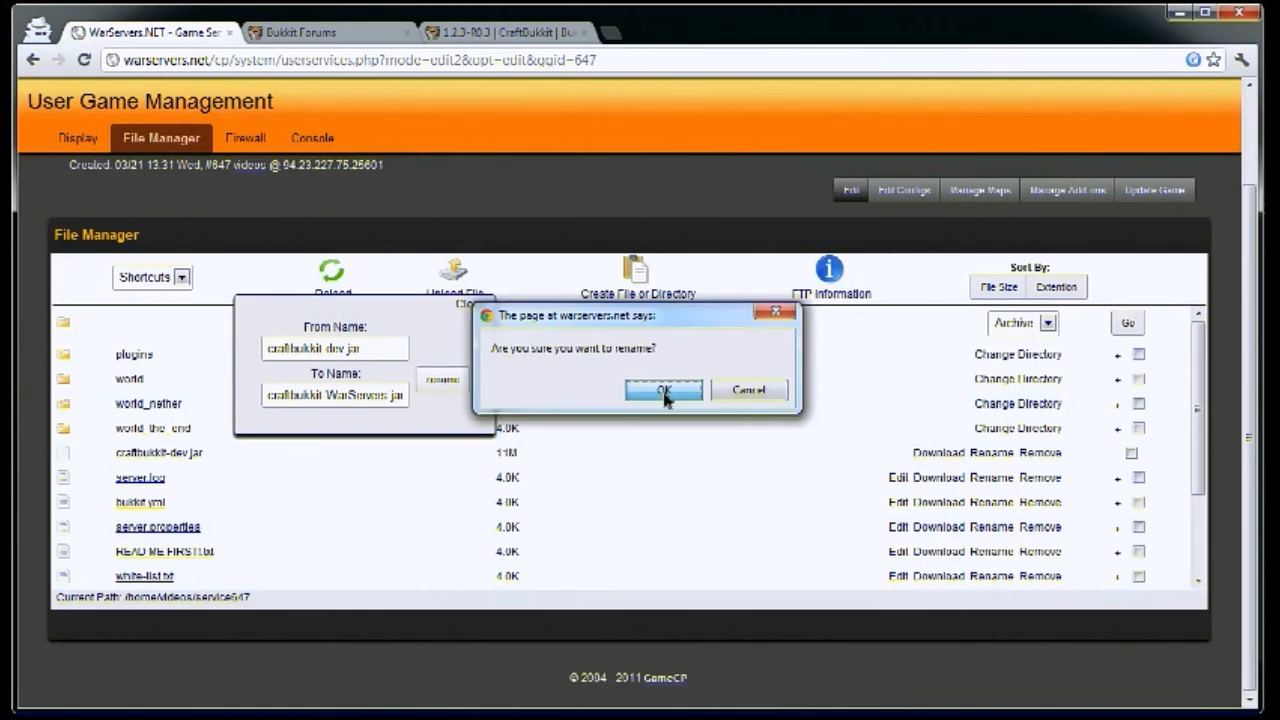 WarServers.NET - Game Ser
Bukkit Forums
1.2.3-R0.3 | CraftBukkit | Buk
warservers.net/cp/system/userservices.php?mode=edit2&opt=edit&ggid=647
User Game Management
Display File Manager Firewall Console
Created: 03/21 13:31 Wed, #647 videos @ 94.23.227.75:25601
Edit Edit Configs Manage Maps Manage Add-ons Update Game
File Manager
Shortcuts
Reload
Upload File
Create File or Directory
FTP Information
Sort By:
File Size Extention
Clo
From Name:
craftbukkit-dev.jar
To Name:
craftbukkit-WarServers.jar
rename
The page at warservers.net says:
Are you sure you want to rename?
OK Cancel
Archive Go
plugins Change Directory
world Change Directory
world_nether Change Directory
world_the_end 4.0K Change Directory
craftbukkit-dev.jar 11M Download Rename Remove
server.log 4.0K Edit Download Rename Remove
bukkit.yml 4.0K Edit Download Rename Remove
server.properties 4.0K Edit Download Rename Remove
READ ME FIRST!.txt 4.0K Edit Download Rename Remove
white-list.txt 4.0K Edit Download Rename Remove
Current Path: /home/videos/service647
© 2004 - 2011 GameCP